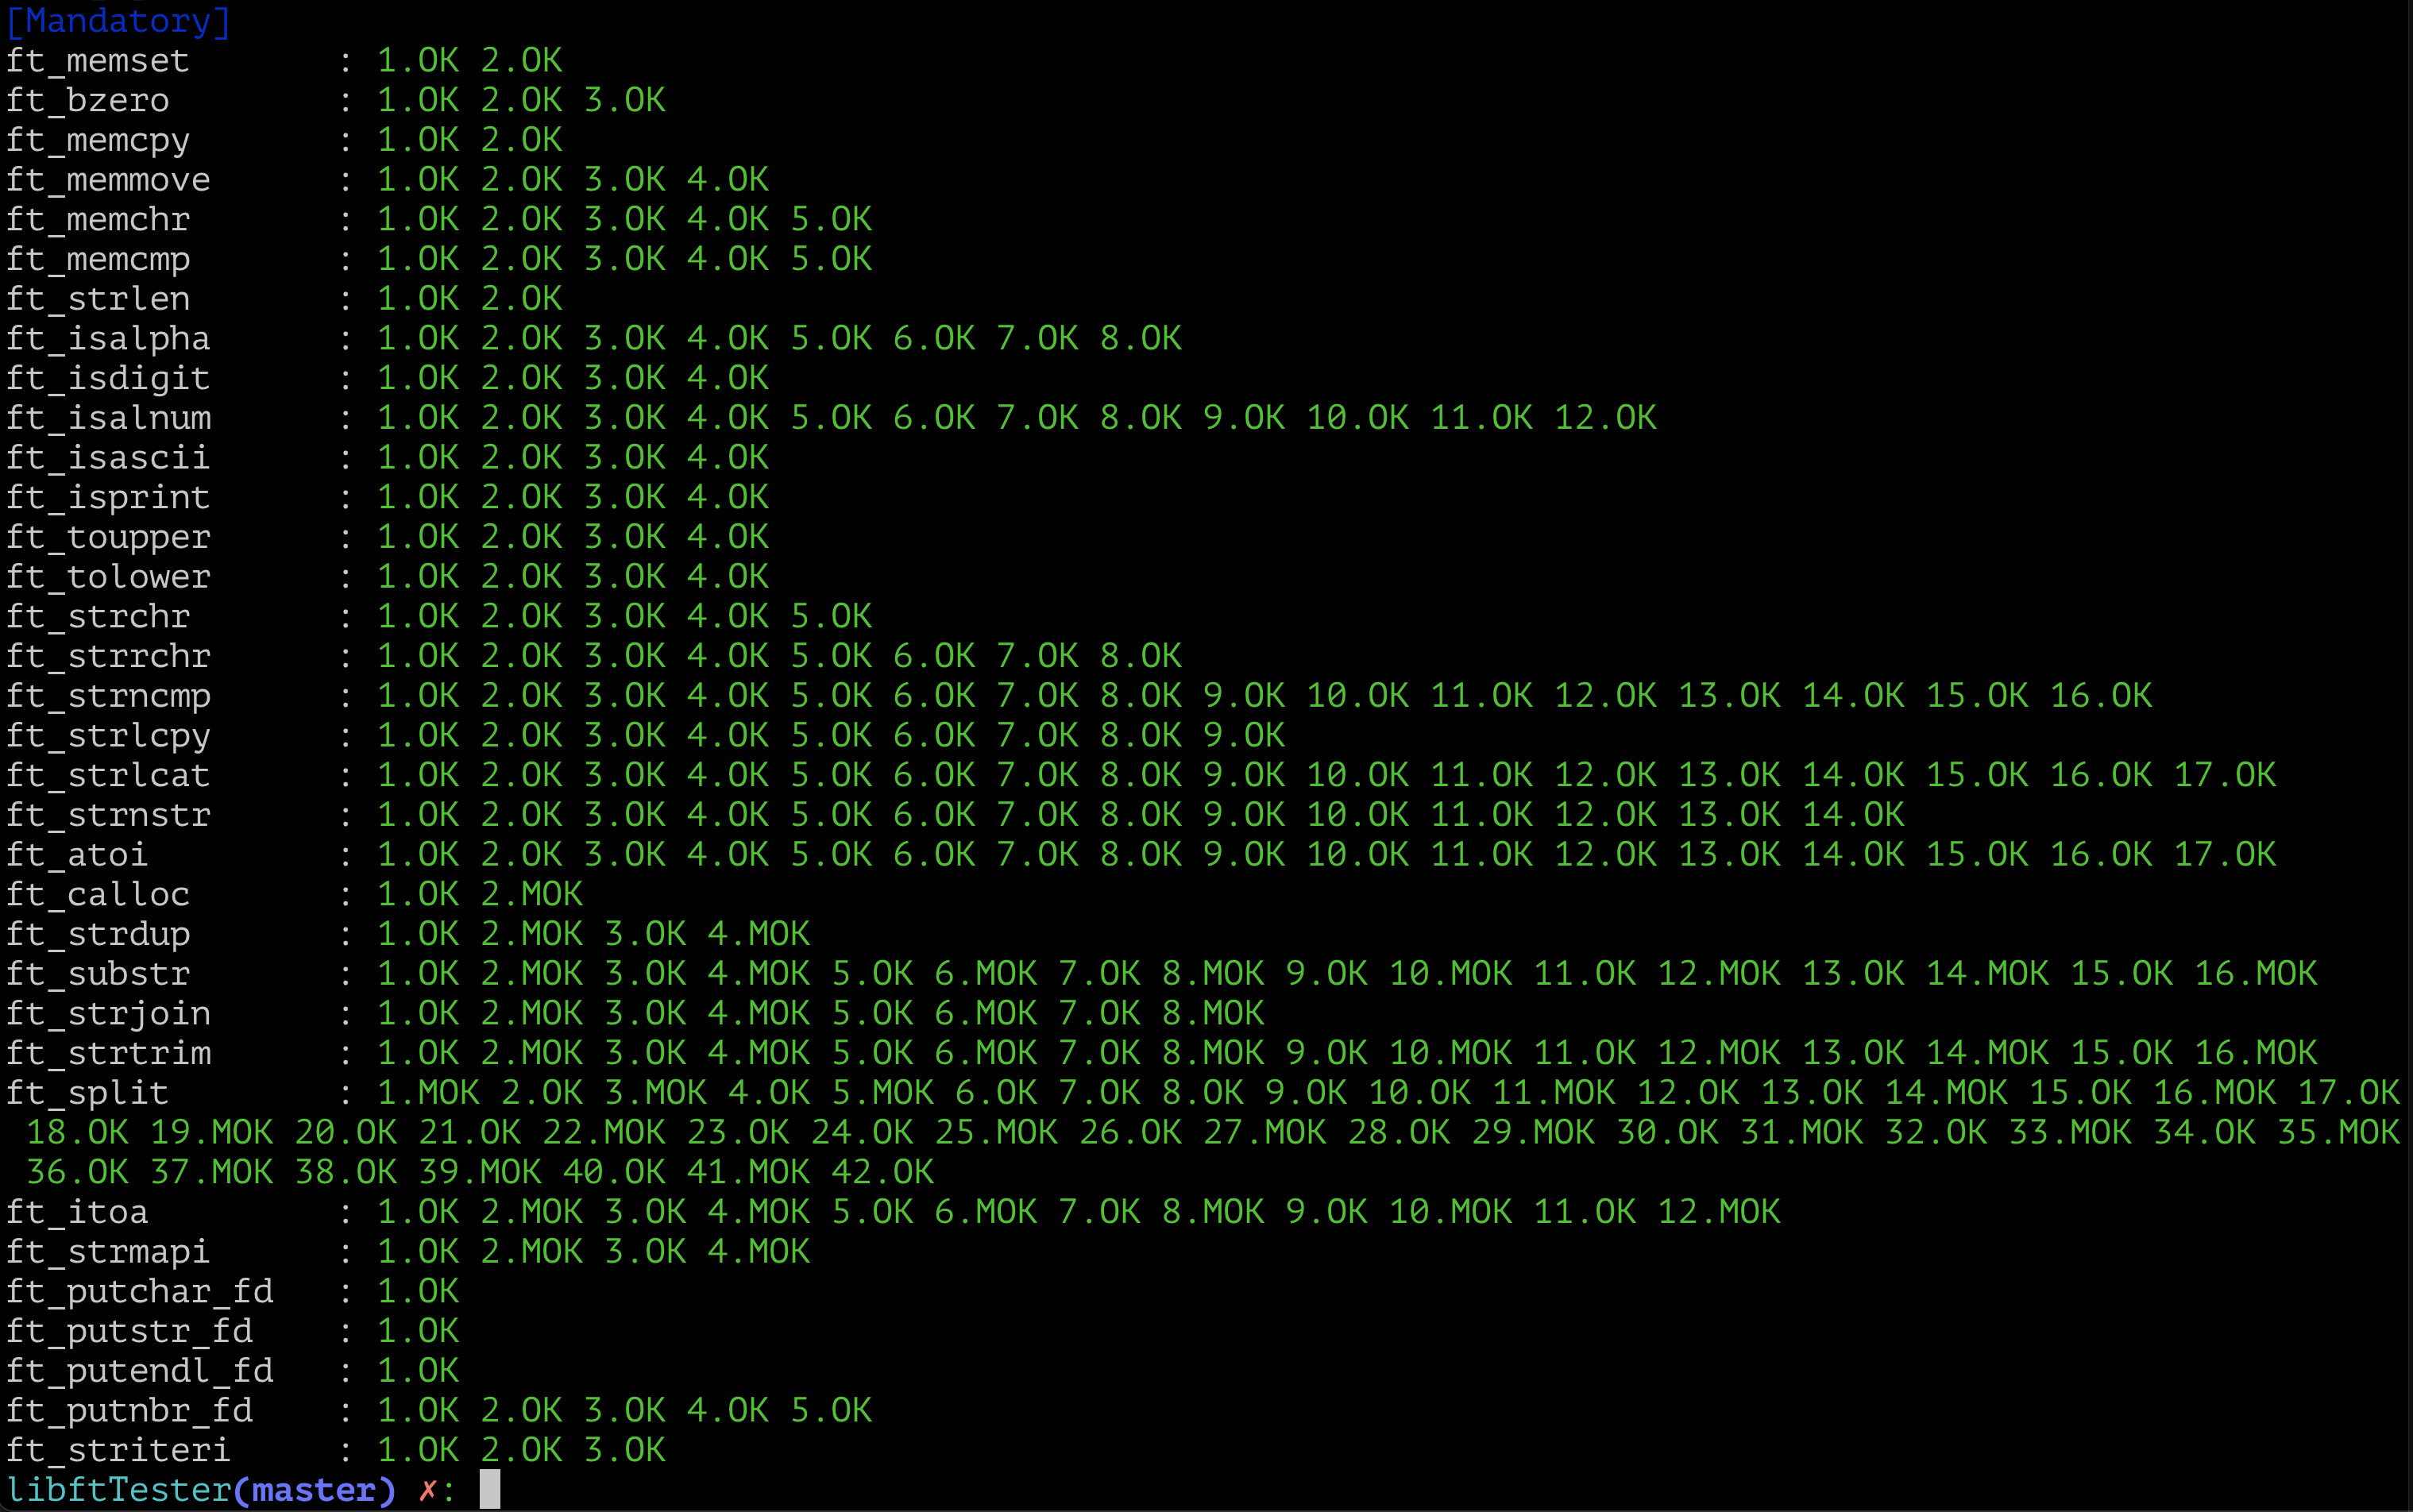 [Mandatory]
ft_memset : 1.OK 2.OK
ft_bzero : 1.OK 2.OK 3.OK
ft_memcpy : 1.OK 2.OK
ft_memmove : 1.OK 2.OK 3.OK 4.OK
ft_memchr : 1.OK 2.OK 3.OK 4.OK 5.OK
ft_memcmp : 1.OK 2.OK 3.OK 4.OK 5.OK
ft_strlen : 1.OK 2.OK
ft_isalpha : 1.OK 2.OK 3.OK 4.OK 5.OK 6.OK 7.OK 8.OK
ft_isdigit : 1.OK 2.OK 3.OK 4.OK
ft_isalnum : 1.OK 2.OK 3.OK 4.OK 5.OK 6.OK 7.OK 8.OK 9.OK 10.OK 11.OK 12.OK
ft_isascii : 1.OK 2.OK 3.OK 4.OK
ft_isprint : 1.OK 2.OK 3.OK 4.OK
ft_toupper : 1.OK 2.OK 3.OK 4.OK
ft_tolower : 1.OK 2.OK 3.OK 4.OK
ft_strchr : 1.OK 2.OK 3.OK 4.OK 5.OK
ft_strrchr : 1.OK 2.OK 3.OK 4.OK 5.OK 6.OK 7.OK 8.OK
ft_strncmp : 1.OK 2.OK 3.OK 4.OK 5.OK 6.OK 7.OK 8.OK 9.OK 10.OK 11.OK 12.OK 13.OK 14.OK 15.OK 16.OK
ft_strlcpy : 1.OK 2.OK 3.OK 4.OK 5.OK 6.OK 7.OK 8.OK 9.OK
ft_strlcat : 1.OK 2.OK 3.OK 4.OK 5.OK 6.OK 7.OK 8.OK 9.OK 10.OK 11.OK 12.OK 13.OK 14.OK 15.OK 16.OK 17.OK
ft_strnstr : 1.OK 2.OK 3.OK 4.OK 5.OK 6.OK 7.OK 8.OK 9.OK 10.OK 11.OK 12.OK 13.OK 14.OK
ft_atoi : 1.OK 2.OK 3.OK 4.OK 5.OK 6.OK 7.OK 8.OK 9.OK 10.OK 11.OK 12.OK 13.OK 14.OK 15.OK 16.OK 17.OK
ft_calloc : 1.OK 2.MOK
ft_strdup : 1.OK 2.MOK 3.OK 4.MOK
ft_substr : 1.OK 2.MOK 3.OK 4.MOK 5.OK 6.MOK 7.OK 8.MOK 9.OK 10.MOK 11.OK 12.MOK 13.OK 14.MOK 15.OK 16.MOK
ft_strjoin : 1.OK 2.MOK 3.OK 4.MOK 5.OK 6.MOK 7.OK 8.MOK
ft_strtrim : 1.OK 2.MOK 3.OK 4.MOK 5.OK 6.MOK 7.OK 8.MOK 9.OK 10.MOK 11.OK 12.MOK 13.OK 14.MOK 15.OK 16.MOK
ft_split : 1.MOK 2.OK 3.MOK 4.OK 5.MOK 6.OK 7.OK 8.OK 9.OK 10.OK 11.MOK 12.OK 13.OK 14.MOK 15.OK 16.MOK 17.OK
18.OK 19.MOK 20.OK 21.OK 22.MOK 23.OK 24.OK 25.MOK 26.OK 27.MOK 28.OK 29.MOK 30.OK 31.MOK 32.OK 33.MOK 34.OK 35.MOK
36.OK 37.MOK 38.OK 39.MOK 40.OK 41.MOK 42.OK
ft_itoa : 1.OK 2.MOK 3.OK 4.MOK 5.OK 6.MOK 7.OK 8.MOK 9.OK 10.MOK 11.OK 12.MOK
ft_strmapi : 1.OK 2.MOK 3.OK 4.MOK
ft_putchar_fd : 1.OK
ft_putstr_fd : 1.OK
ft_putendl_fd : 1.OK
ft_putnbr_fd : 1.OK 2.OK 3.OK 4.OK 5.OK
ft_striteri : 1.OK 2.OK 3.OK
libftTester(master) ✗: